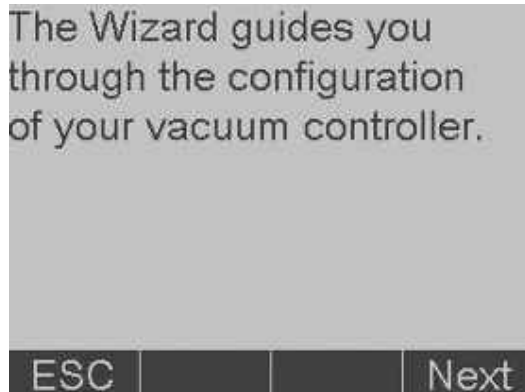 The Wizard guides you
through the configuration
of your vacuum controller.
ESC Next